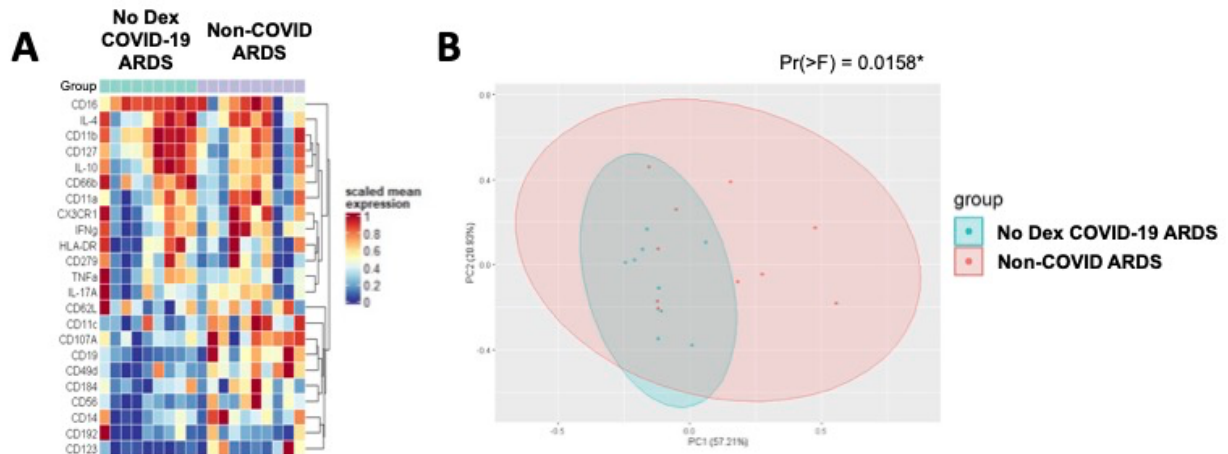 A
No Dex
COVID-19
ARDS
Non-COVID
ARDS
Group
CD16
IL-4
CD11b
CD127
IL-10
CD66b
CD11a
CX3CR1
IFNg
HLA-DR
CD279
TNFa
IL-17A
CD62L
CD11c
CD107A
CD19
CD49d
CD184
CD56
CD14
CD192
CD123
scaled mean
expression
1
0.8
0.6
0.4
0.2
0
B
Pr(>F) = 0.0158*
0.8
0.4
0.0
-0.4
PC2 (20.93%)
-0.5
0.0
0.5
PC1 (57.21%)
group
No Dex COVID-19 ARDS
Non-COVID ARDS